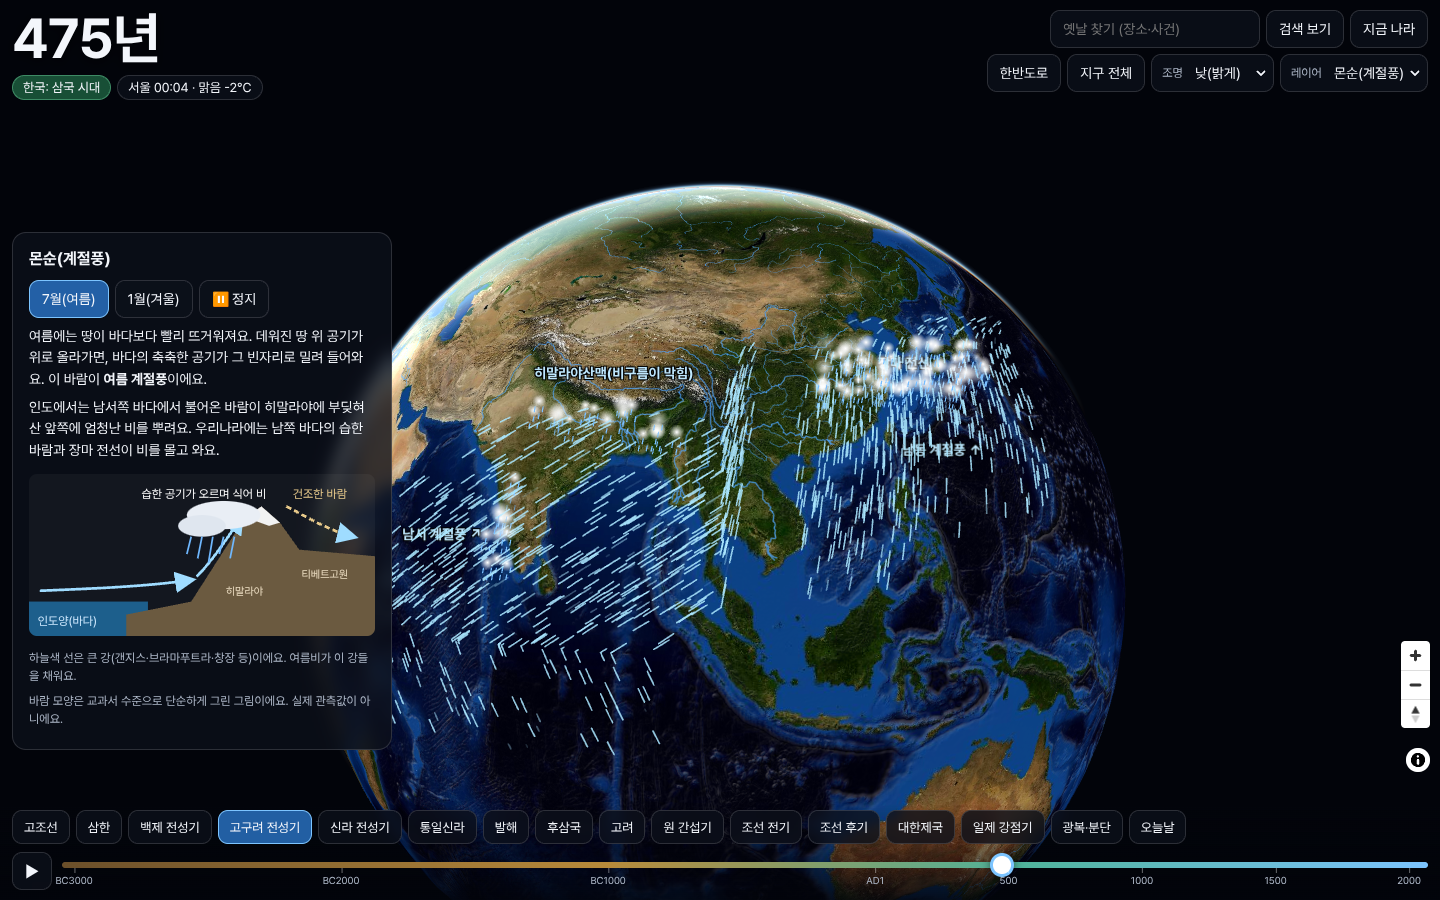 475년
한국: 삼국 시대
서울 00:04 · 맑음 -2°C
옛날 찾기 (장소·사건)
검색 보기
지금 나라
한반도로
지구 전체
조명 낮(밝게)
레이어 몬순(계절풍)
몬순(계절풍)
7월(여름)
1월(겨울)
⏸ 정지
여름에는 땅이 바다보다 빨리 뜨거워져요. 데워진 땅 위 공기가
위로 올라가면, 바다의 축축한 공기가 그 빈자리로 밀려 들어와
요. 이 바람이 여름 계절풍이에요.
인도에서는 남서쪽 바다에서 불어온 바람이 히말라야에 부딪혀
산 앞쪽에 엄청난 비를 뿌려요. 우리나라에는 남쪽 바다의 습한
바람과 장마 전선이 비를 몰고 와요.
습한 공기가 오르며 식어 비
건조한 바람
티베트고원
히말라야
인도양(바다)
하늘색 선은 큰 강(갠지스·브라마푸트라·창장 등)이에요. 여름비가 이 강들
을 채워요.
바람 모양은 교과서 수준으로 단순하게 그린 그림이에요. 실제 관측값이 아
니에요.
히말라야산맥(비구름이 막힘)
전선
계절풍 ↑
남서 계절풍 ↗
고조선
삼한
백제 전성기
고구려 전성기
신라 전성기
통일신라
발해
후삼국
고려
원 간섭기
조선 전기
조선 후기
대한제국
일제 강점기
광복·분단
오늘날
BC3000
BC2000
BC1000
AD1
500
1000
1500
2000